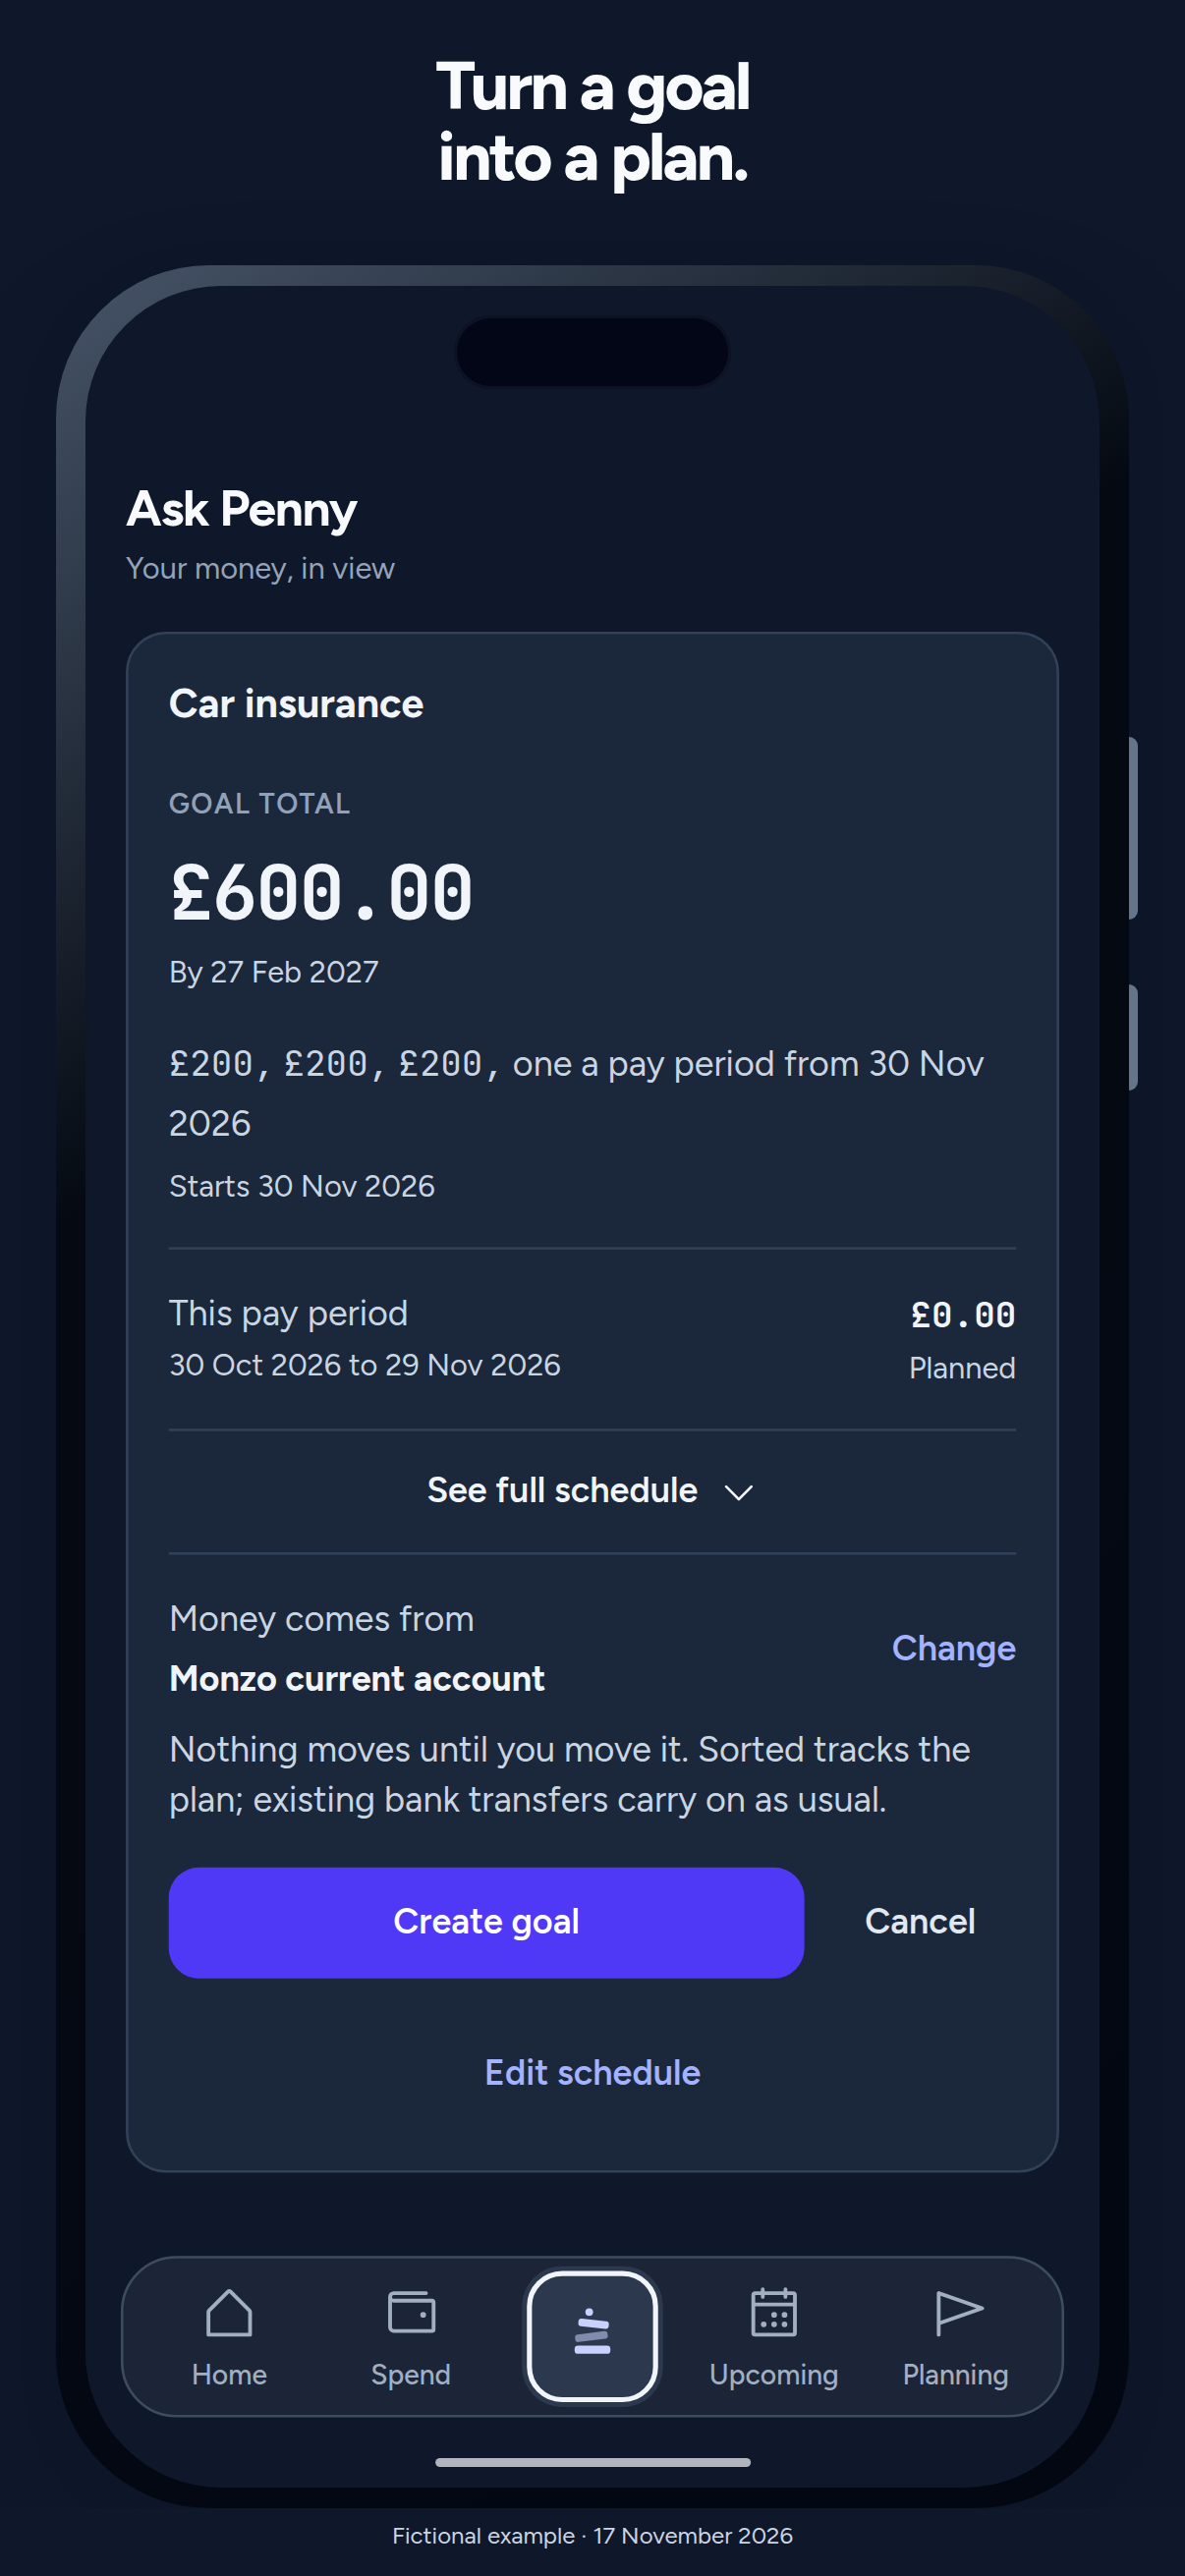 Turn a goal
into a plan.
Ask Penny
Your money, in view
Car insurance
GOAL TOTAL
£600.00
By 27 Feb 2027
£200, £200, £200, one a pay period from 30 Nov
2026
Starts 30 Nov 2026
This pay period £0.00
30 Oct 2026 to 29 Nov 2026 Planned
See full schedule
Money comes from
Change
Monzo current account
Nothing moves until you move it. Sorted tracks the
plan; existing bank transfers carry on as usual.
Create goal Cancel
Edit schedule
Home Spend Upcoming Planning
Fictional example · 17 November 2026